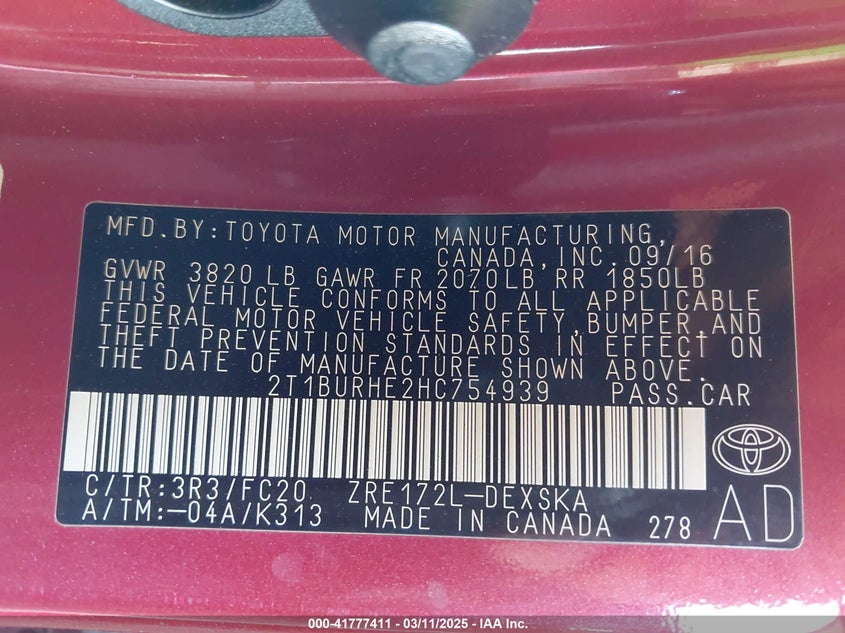 MFD.BY:TOYOTA MOTOR MANUFACTURING,
CANADA,INC. 09/16
GVWR 3820 LB GAWR FR 2070LB RR 1850LB
THIS VEHICLE CONFORMS TO ALL APPLICABLE
FEDERAL MOTOR VEHICLE SAFETY,BUMPER,AND
THEFT PREVENTION STANDARDS IN EFFECT ON
THE DATE OF MANUFACTURE SHOWN ABOVE.
2T1BURHE2HC754939 PASS.CAR
C/TR:3R3/FC20 ZRE172L-DEXSKA
A/TM:-04A/K313 MADE IN CANADA 278 AD
000-41777411 — 03/11/2025 — IAA Inc.